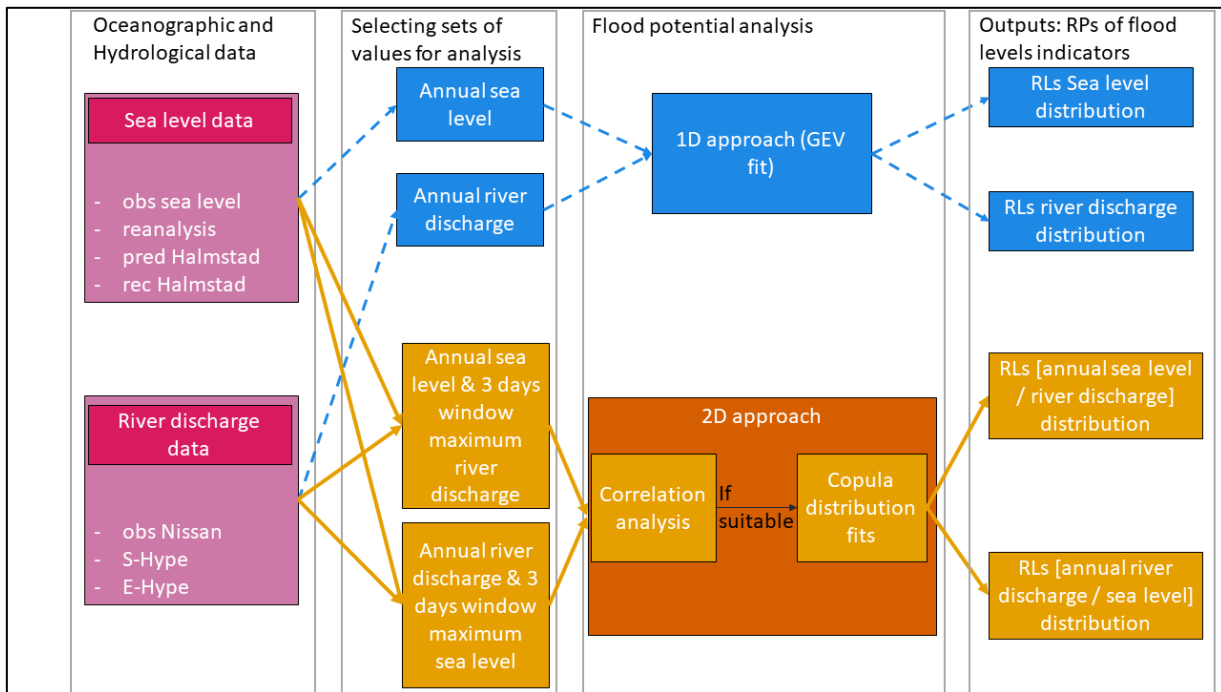 Oceanographic and
Hydrological data
Sea level data
- obs sea level
- reanalysis
- pred Halmstad
- rec Halmstad
River discharge
data
- obs Nissan
- S-Hype
- E-Hype
Selecting sets of
values for analysis
Annual sea
level
Annual river
discharge
Annual sea
level & 3 days
window
maximum
river
discharge
Annual river
discharge & 3
days window
maximum
sea level
Flood potential analysis
1D approach (GEV
fit)
2D approach
Correlation
analysis
If
suitable
Copula
distribution
fits
Outputs: RPs of flood
levels indicators
RLs Sea level
distribution
RLs river discharge
distribution
RLs [annual sea level
/ river discharge]
distribution
RLs [annual river
discharge / sea level]
distribution